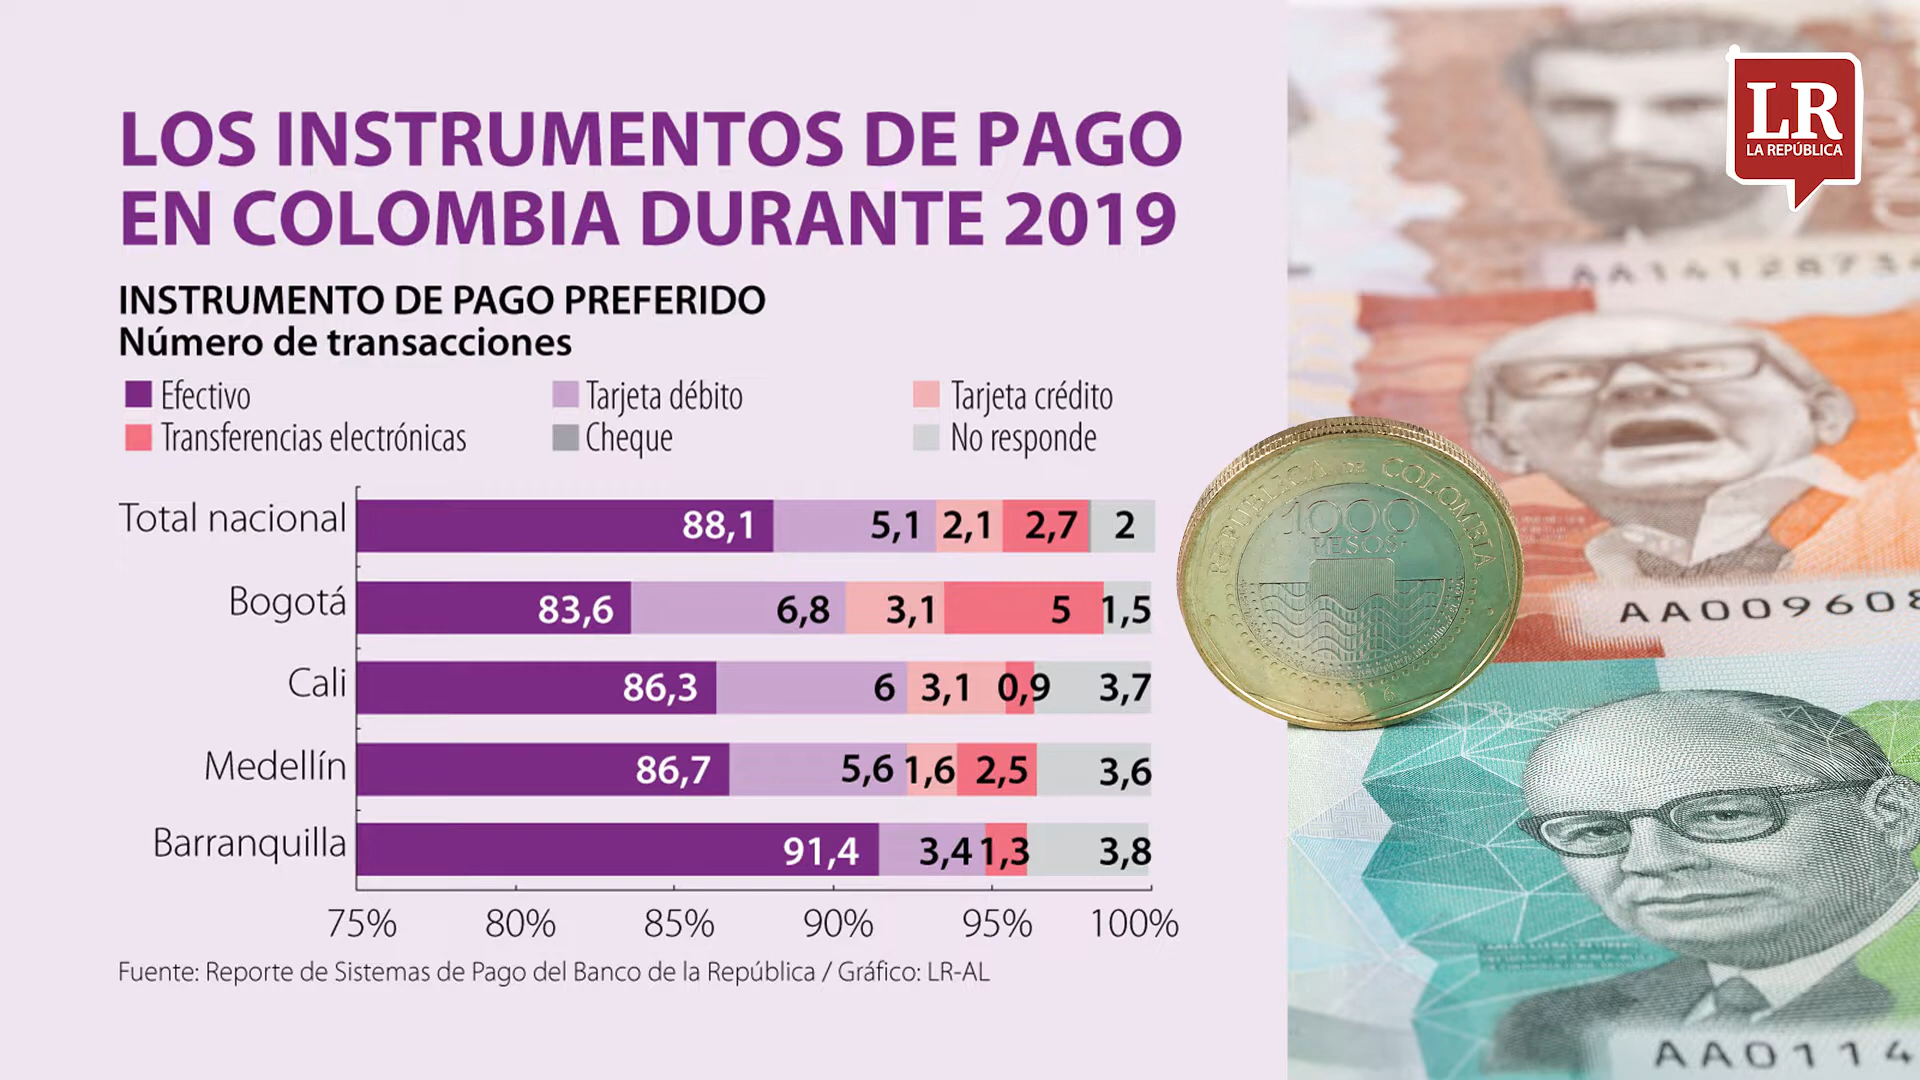 LOS INSTRUMENTOS DE PAGO
EN COLOMBIA DURANTE 2019
INSTRUMENTO DE PAGO PREFERIDO
Número de transacciones
Efectivo
Tarjeta débito
Tarjeta crédito
Transferencias electrónicas
Cheque
No responde
Total nacional 88,1 5,1 2,1 2,7 2
Bogotá 83,6 6,8 3,1 5 1,5
Cali 86,3 6 3,1 0,9 3,7
Medellín 86,7 5,6 1,6 2,5 3,6
Barranquilla 91,4 3,4 1,3 3,8
75% 80% 85% 90% 95% 100%
Fuente: Reporte de Sistemas de Pago del Banco de la República / Gráfico: LR-AL
LR
LA REPÚBLICA
REPUBLICA DE COLOMBIA
1000
PESOS
AA009608
AA0114